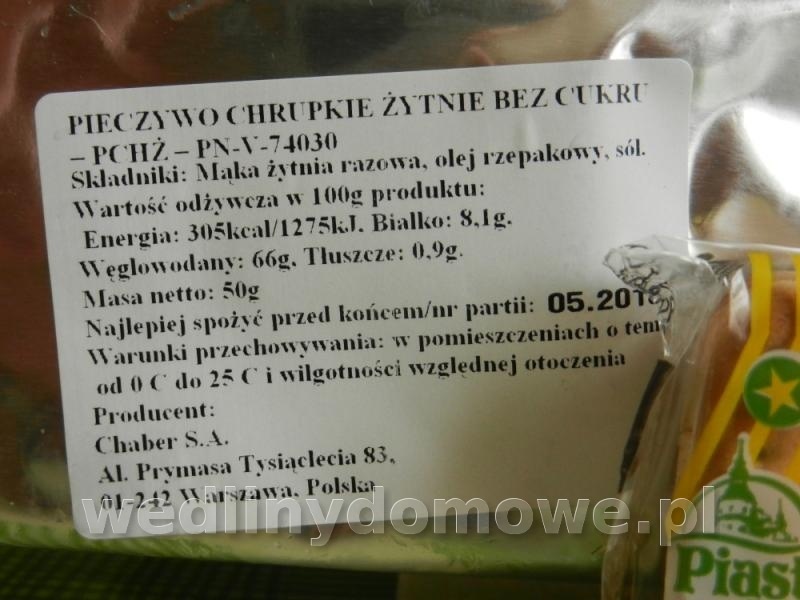 PIECZYWO CHRUPKIE ŻYTNIE BEZ CUKRU
– PCHŻ – PN-V-74030
Składniki: Mąka żytnia razowa, olej rzepakowy, sól.
Wartość odżywcza w 100g produktu:
Energia: 305kcal/1275kJ. Białko: 8,1g.
Węglowodany: 66g, Tłuszcze: 0,9g.
Masa netto: 50g
Najlepiej spożyć przed końcem/nr partii:
Warunki przechowywania: w pomieszczeniach o tem
od 0 C do 25 C i wilgotności względnej otoczenia
Producent:
Chaber S.A.
Al. Prymasa Tysiąclecia 83,
01-242 Warszawa, Polska
wedlinydomowe.pl
Piast